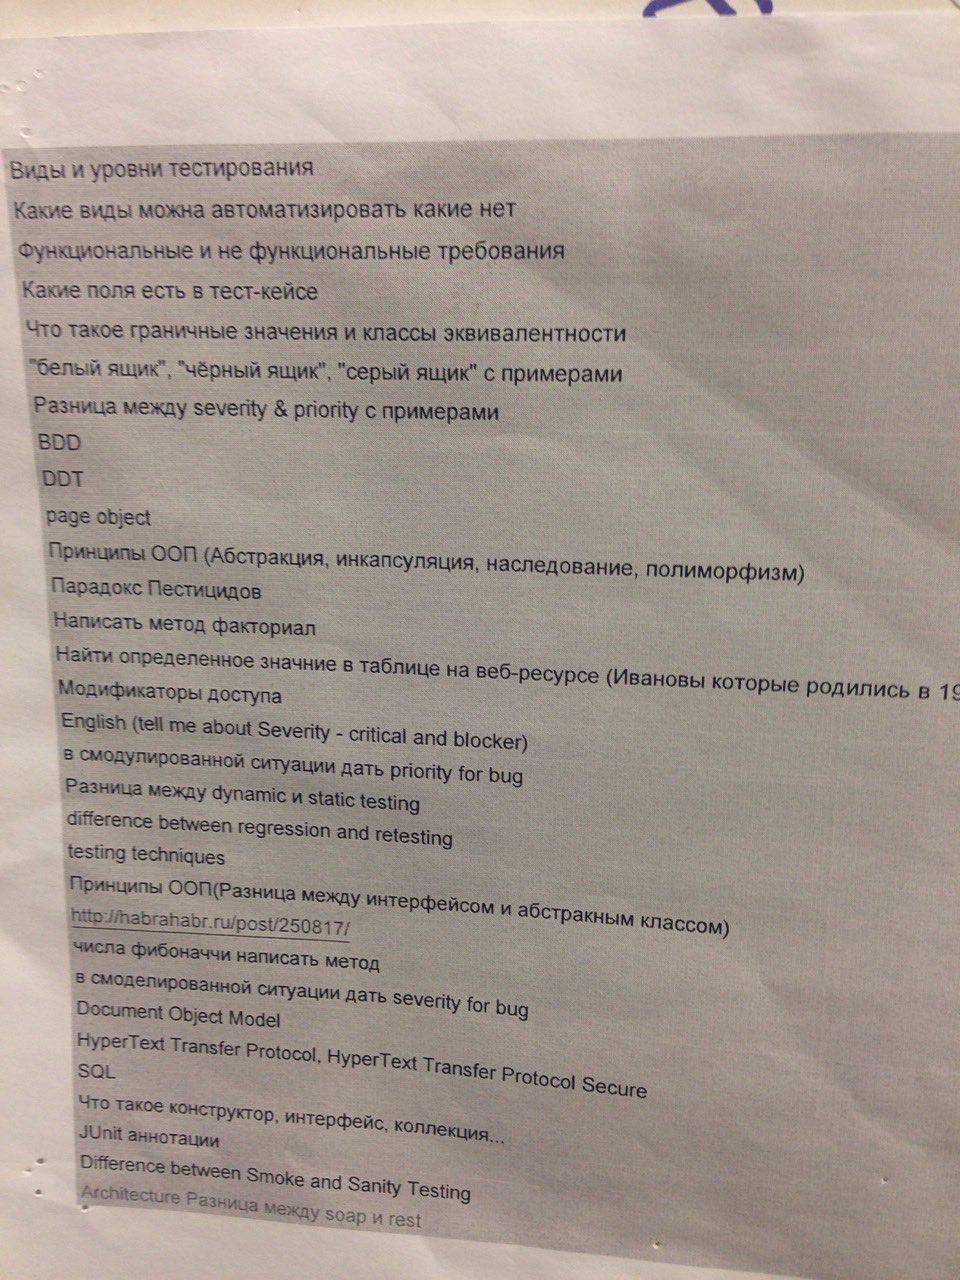 Виды и уровни тестирования
Какие виды можна автоматизировать какие нет
Функциональные и не функциональные требования
Какие поля есть в тест-кейсе
Что такое граничные значения и классы эквивалентности
"белый ящик", "чёрный ящик", "серый ящик" с примерами
Разница между severity & priority с примерами
BDD
DDT
page object
Принципы ООП (Абстракция, инкапсуляция, наследование, полиморфизм)
Парадокс Пестицидов
Написать метод факториал
Найти определенное значние в таблице на веб-ресурсе (Ивановы которые родились в 19
Модификаторы доступа
English (tell me about Severity - critical and blocker)
в смодулированной ситуации дать priority for bug
Разница между dynamic и static testing
difference between regression and retesting
testing techniques
Принципы ООП(Разница между интерфейсом и абстракным классом)
http://habrahabr.ru/post/250817/
числа фибоначчи написать метод
в смоделированной ситуации дать severity for bug
Document Object Model
HyperText Transfer Protocol, HyperText Transfer Protocol Secure
SQL
Что такое конструктор, интерфейс, коллекция...
JUnit аннотации
Difference between Smoke and Sanity Testing
Architecture Разница между soap и rest